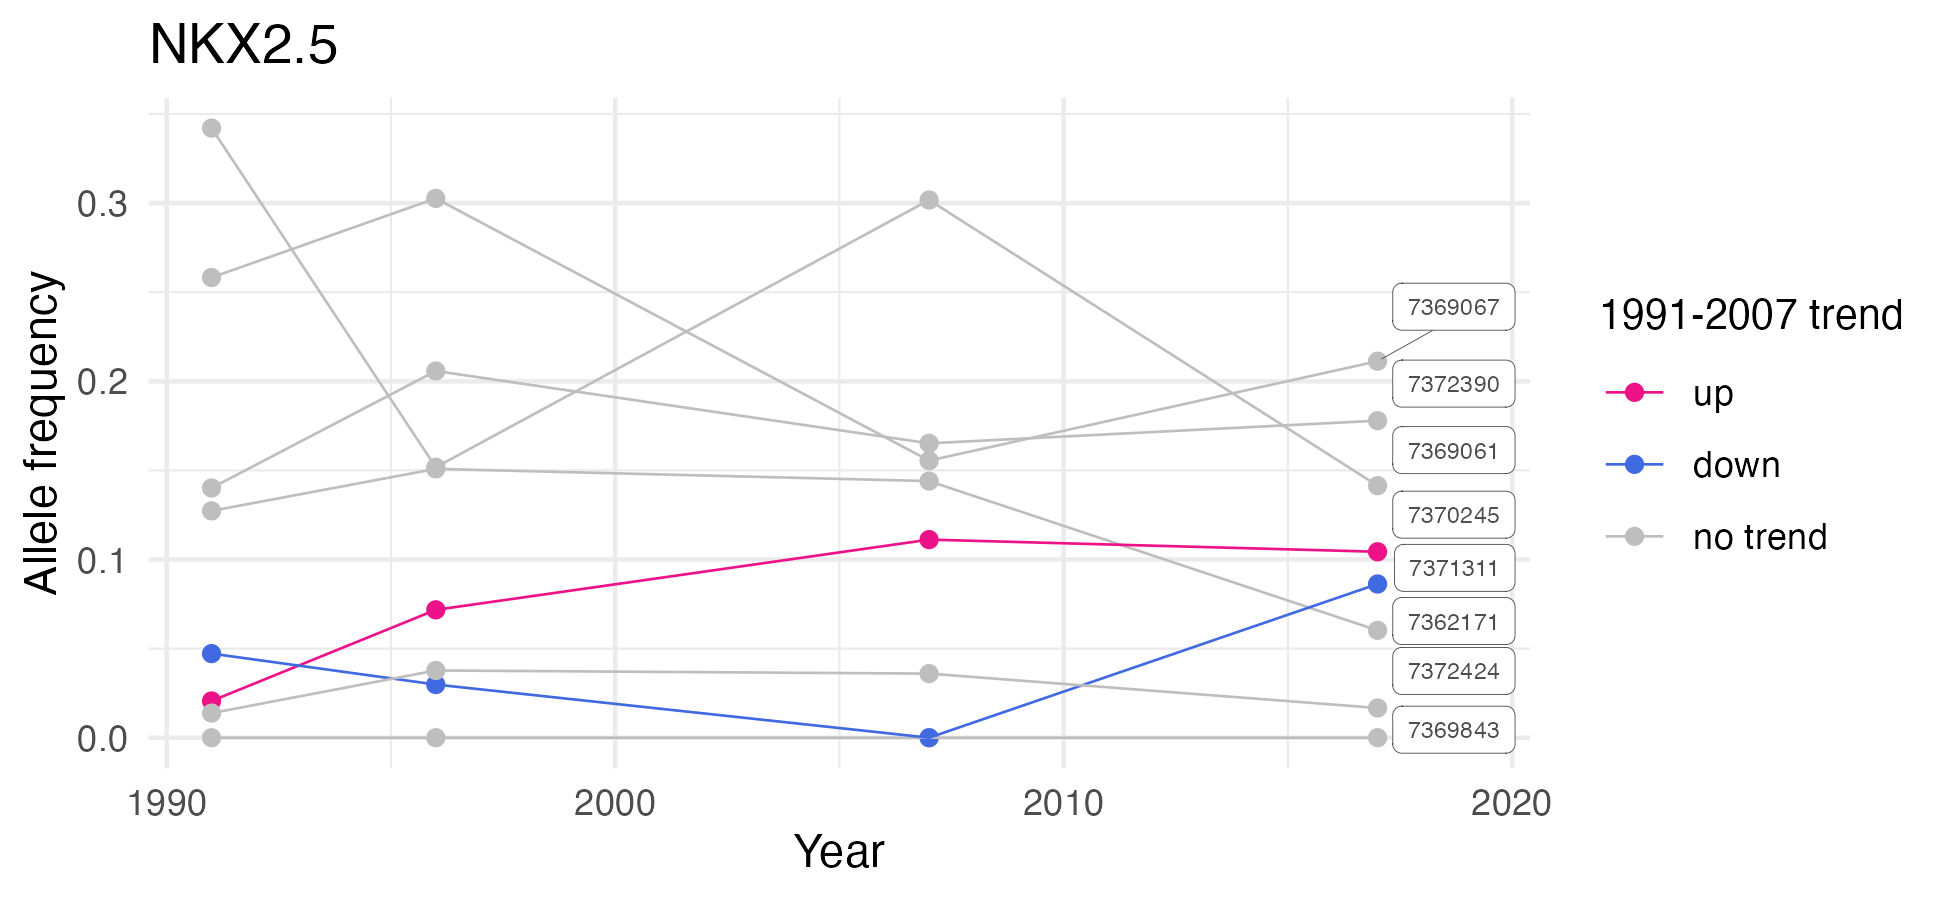 NKX2.5
Allele frequency
0.3
0.2
0.1
0.0
7369067
7372390
7369061
7370245
7371311
7362171
7372424
7369843
1990 2000 2010 2020
Year
1991-2007 trend
up
down
no trend